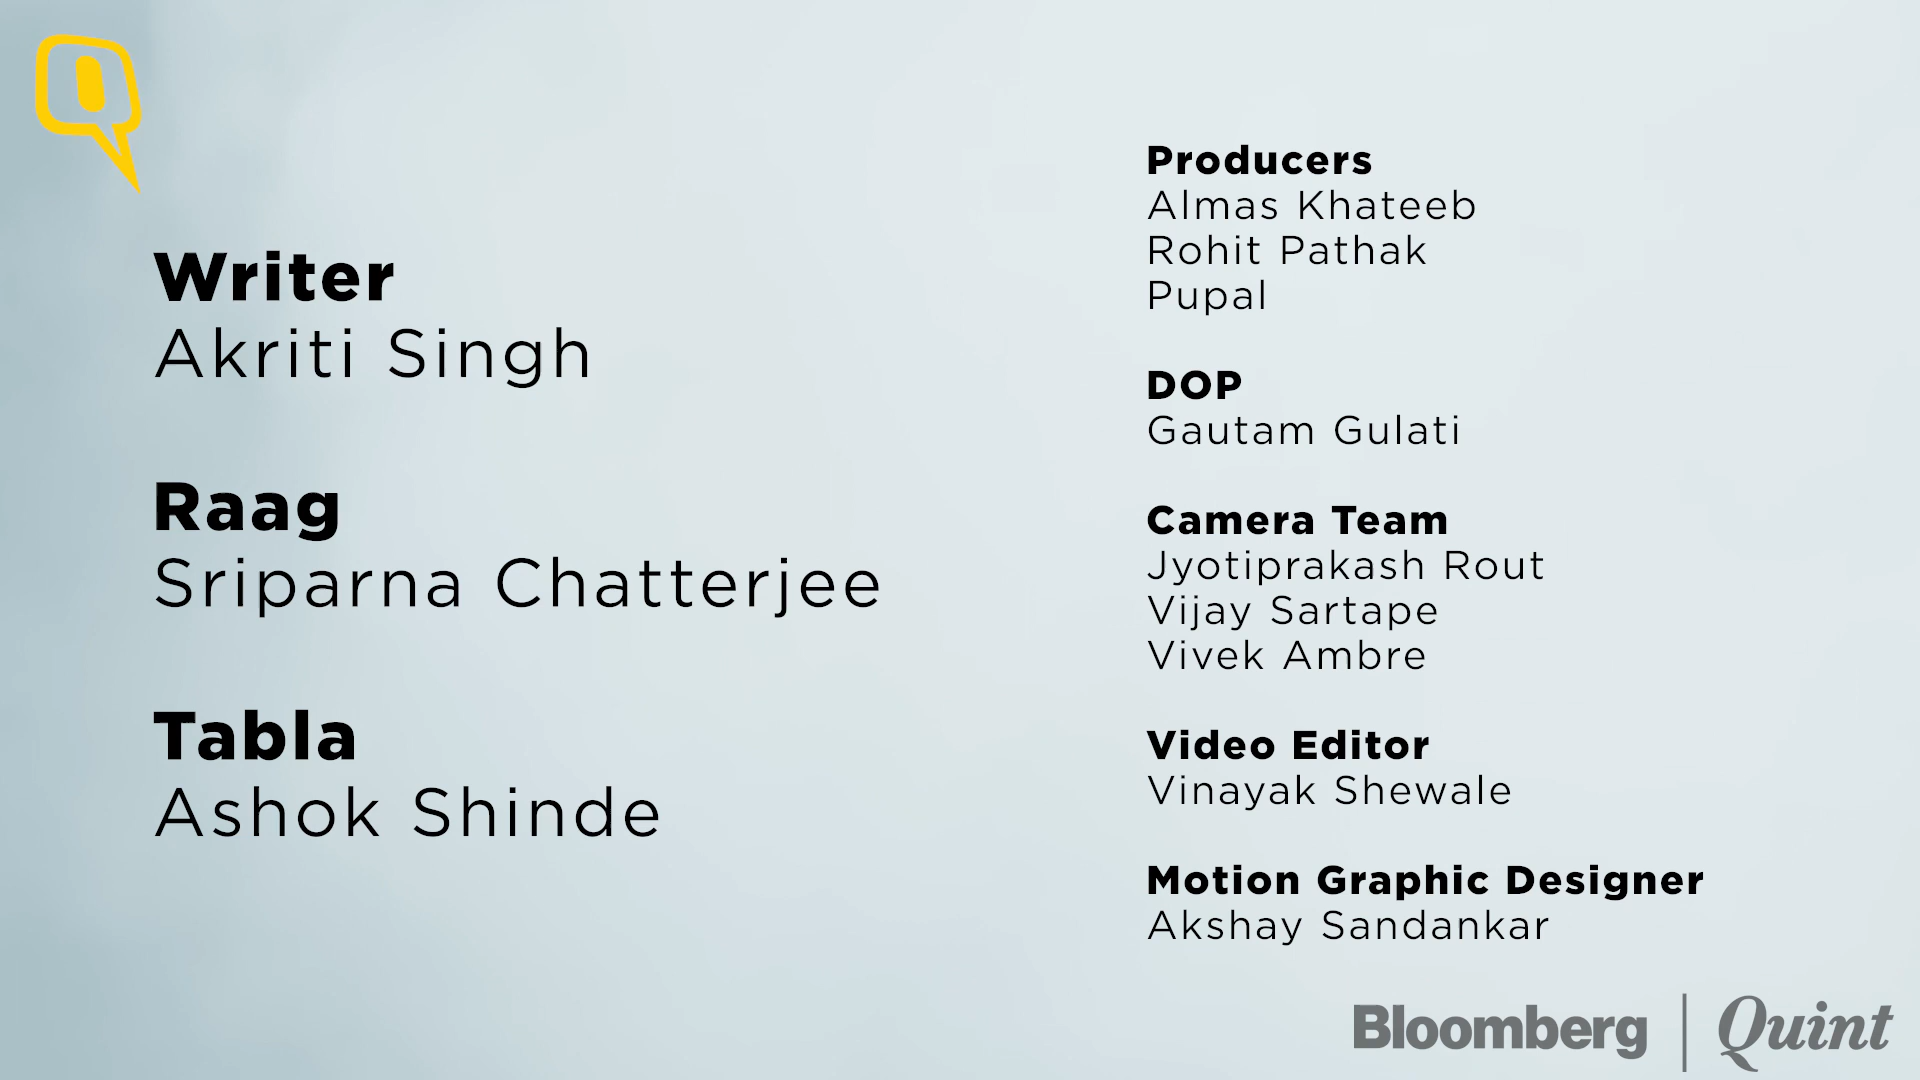 Writer
Akriti Singh
Raag
Sriparna Chatterjee
Tabla
Ashok Shinde
Producers
Almas Khateeb
Rohit Pathak
Pupal
DOP
Gautam Gulati
Camera Team
Jyotiprakash Rout
Vijay Sartape
Vivek Ambre
Video Editor
Vinayak Shewale
Motion Graphic Designer
Akshay Sandankar
Bloomberg | Quint